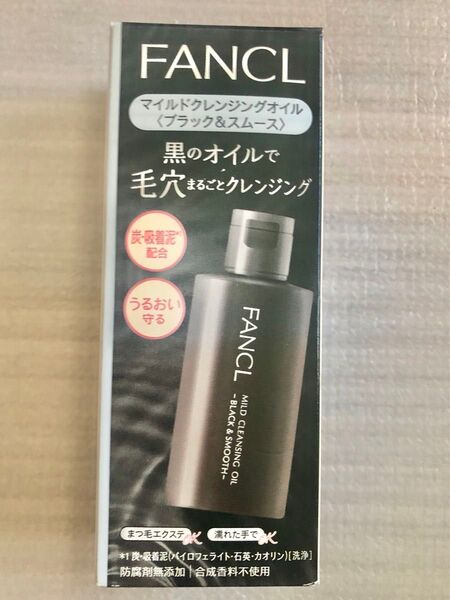 FANCL
マイルドクレンジングオイル
〈ブラック&スムース〉
黒のオイルで
毛穴まるごとクレンジング
炭・吸着泥*1
配合
うるおい
守る
FANCL
MILD CLEANSING OIL
-BLACK & SMOOTH-
まつ毛エクステOK 濡れた手でOK
*1 炭・吸着泥(パイロフェライト・石英・カオリン)[洗浄]
防腐剤無添加|合成香料不使用